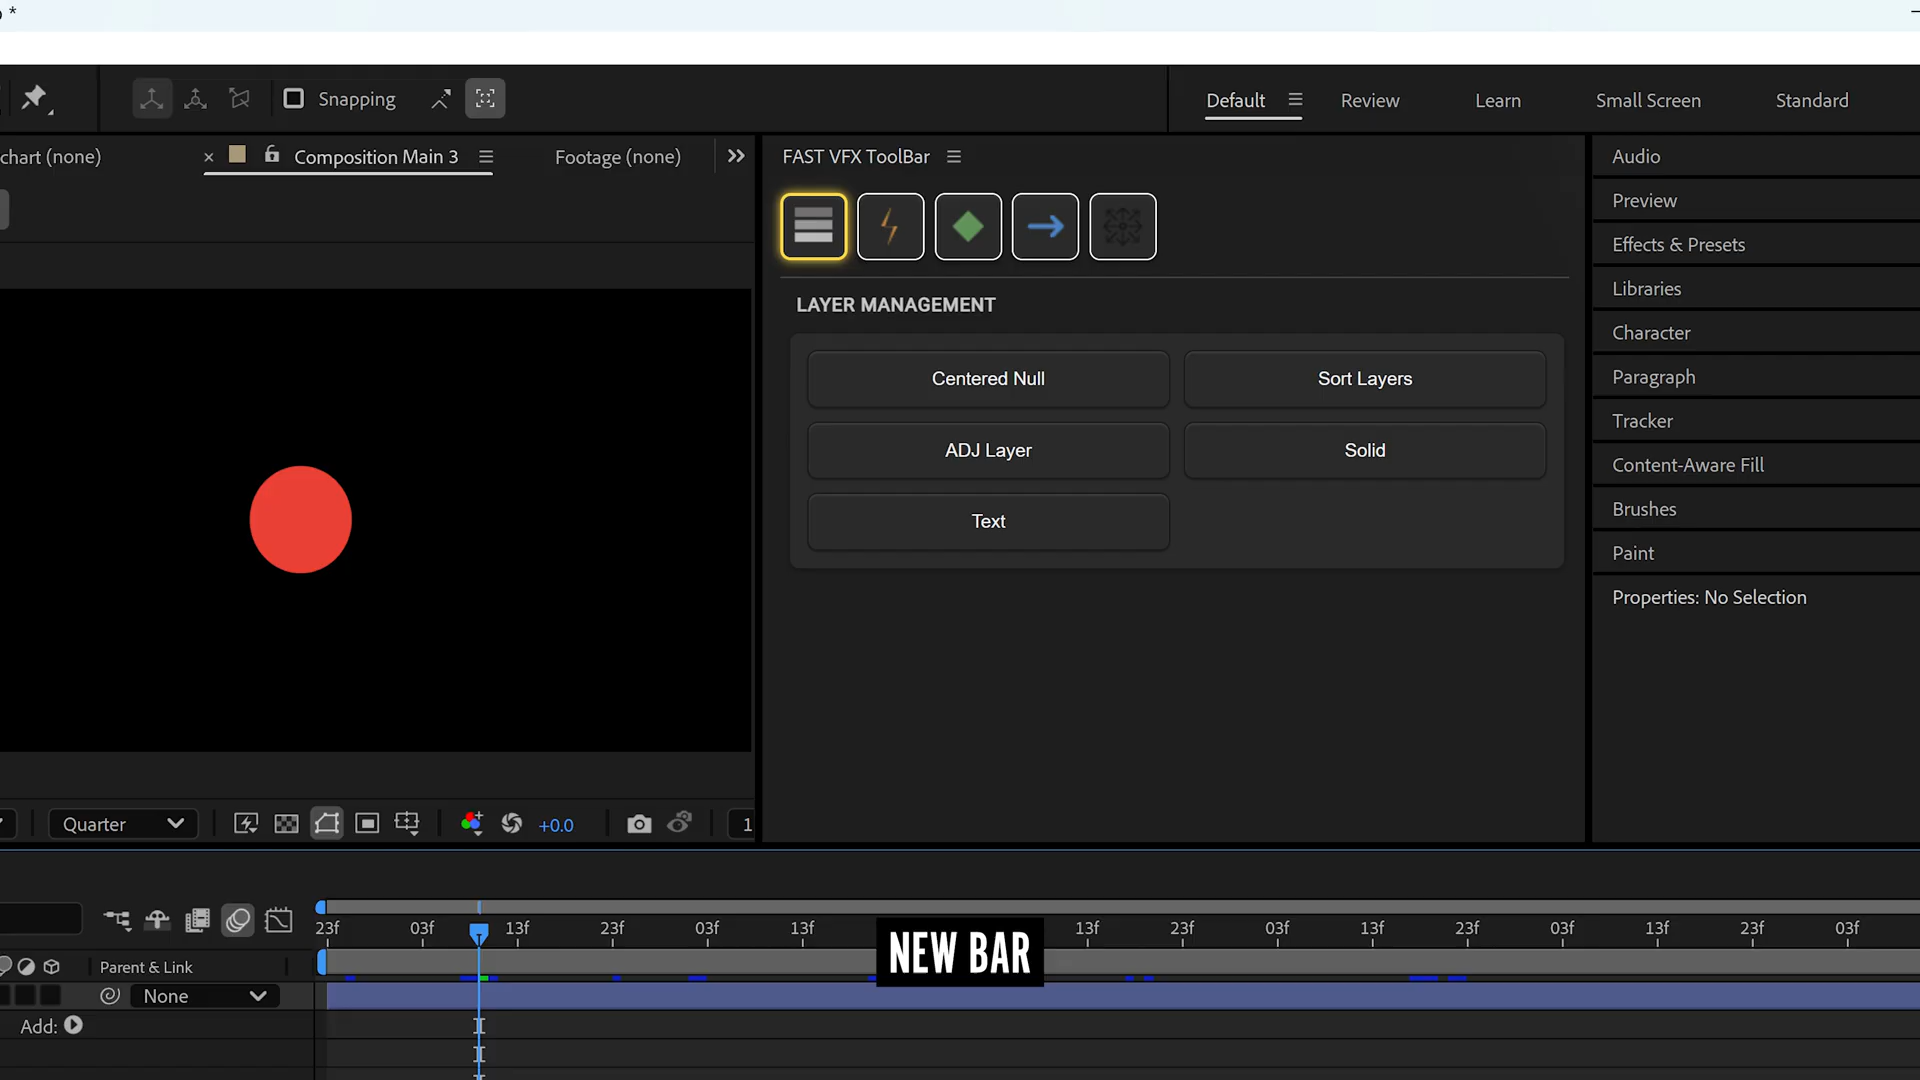 *
Snapping
Default
Review
Learn
Small Screen
Standard
chart (none)
Composition Main 3
Footage (none)
FAST VFX ToolBar
LAYER MANAGEMENT
Centered Null
Sort Layers
ADJ Layer
Solid
Text
Audio
Preview
Effects & Presets
Libraries
Character
Paragraph
Tracker
Content-Aware Fill
Brushes
Paint
Properties: No Selection
Quarter
+0.0
1
23f 03f 13f 23f 03f 13f 13f 23f 03f 13f 23f 03f 13f 23f 03f
NEW BAR
Parent & Link
None
Add: